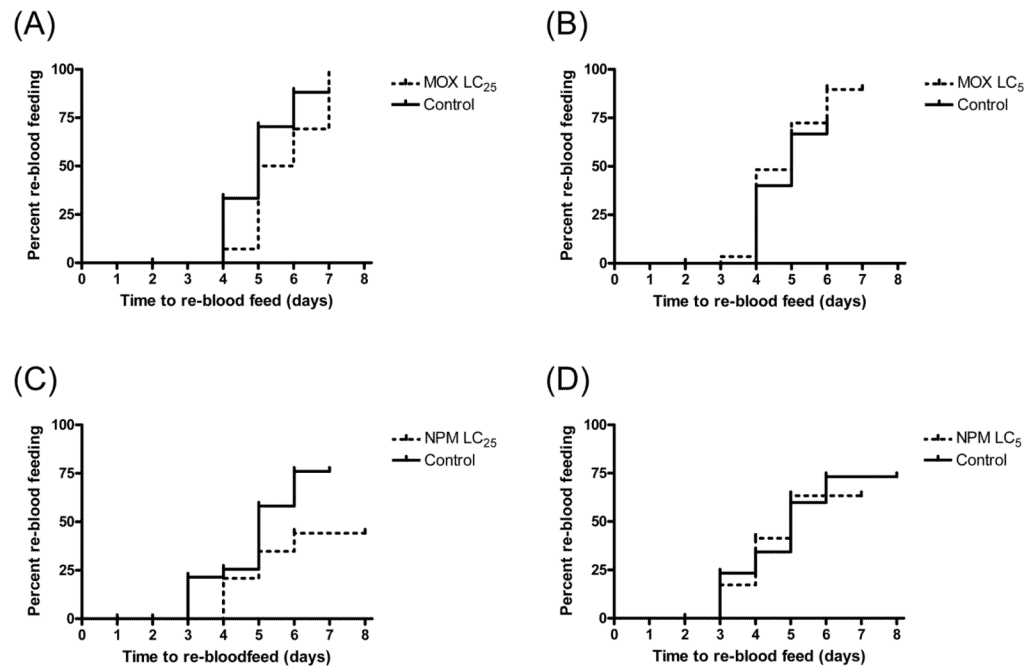 (A)
Percent re-blood feeding
100
75
50
25
0
0 1 2 3 4 5 6 7 8
Time to re-blood feed (days)
MOX LC25
Control
(B)
Percent re-blood feeding
100
75
50
25
0
0 1 2 3 4 5 6 7 8
Time to re-blood feed (days)
MOX LC5
Control
(C)
Percent re-blood feeding
100
75
50
25
0
0 1 2 3 4 5 6 7 8
Time to re-bloodfeed (days)
NPM LC25
Control
(D)
Percent re-blood feeding
100
75
50
25
0
0 1 2 3 4 5 6 7 8
Time to re-blood feed (days)
NPM LC5
Control